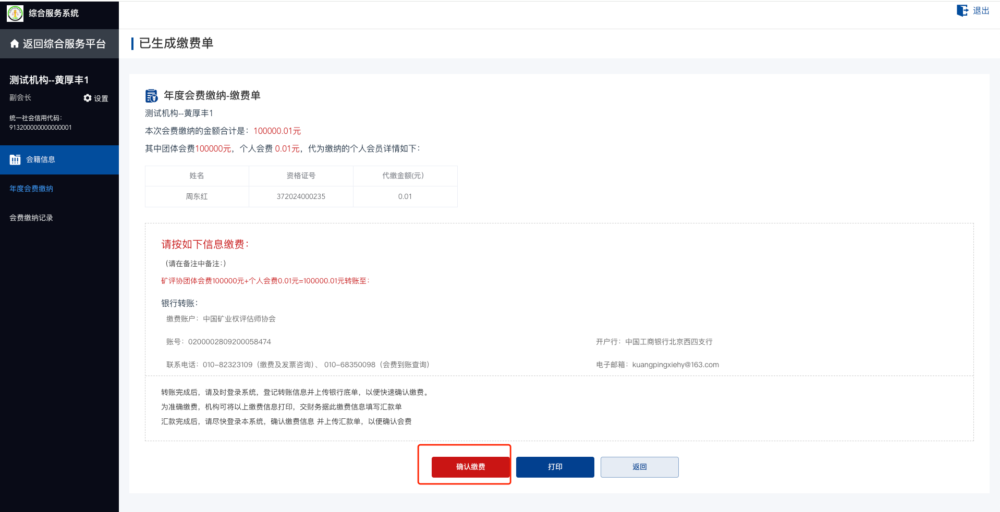 综合服务系统
退出
返回综合服务平台
已生成缴费单
测试机构--黄厚丰1
副会长
设置
统一社会信用代码：
913200000000000001
会籍信息
年度会费缴纳
会费缴纳记录
年度会费缴纳-缴费单
测试机构--黄厚丰1
本次会费缴纳的金额合计是：100000.01元
其中团体会费100000元，个人会费 0.01元，代为缴纳的个人会员详情如下：
姓名 资格证号 代缴金额(元)
周东红 372024000235 0.01
请按如下信息缴费：
（请在备注中备注：）
矿评协团体会费100000元+个人会费0.01元=100000.01元转账至：
银行转账：
缴费账户：中国矿业权评估师协会
账号：0200002809200058474 开户行：中国工商银行北京西四支行
联系电话：010-82323109（缴费及发票咨询）、 010-68350098（会费到账查询） 电子邮箱：kuangpingxiehy@163.com
转账完成后，请及时登录系统，登记转账信息并上传银行底单，以便快速确认缴费。
为准确缴费，机构可将以上缴费信息打印，交财务据此缴费信息填写汇款单
汇款完成后，请尽快登录本系统，确认缴费信息 并上传汇款单，以便确认会费
确认缴费 打印 返回